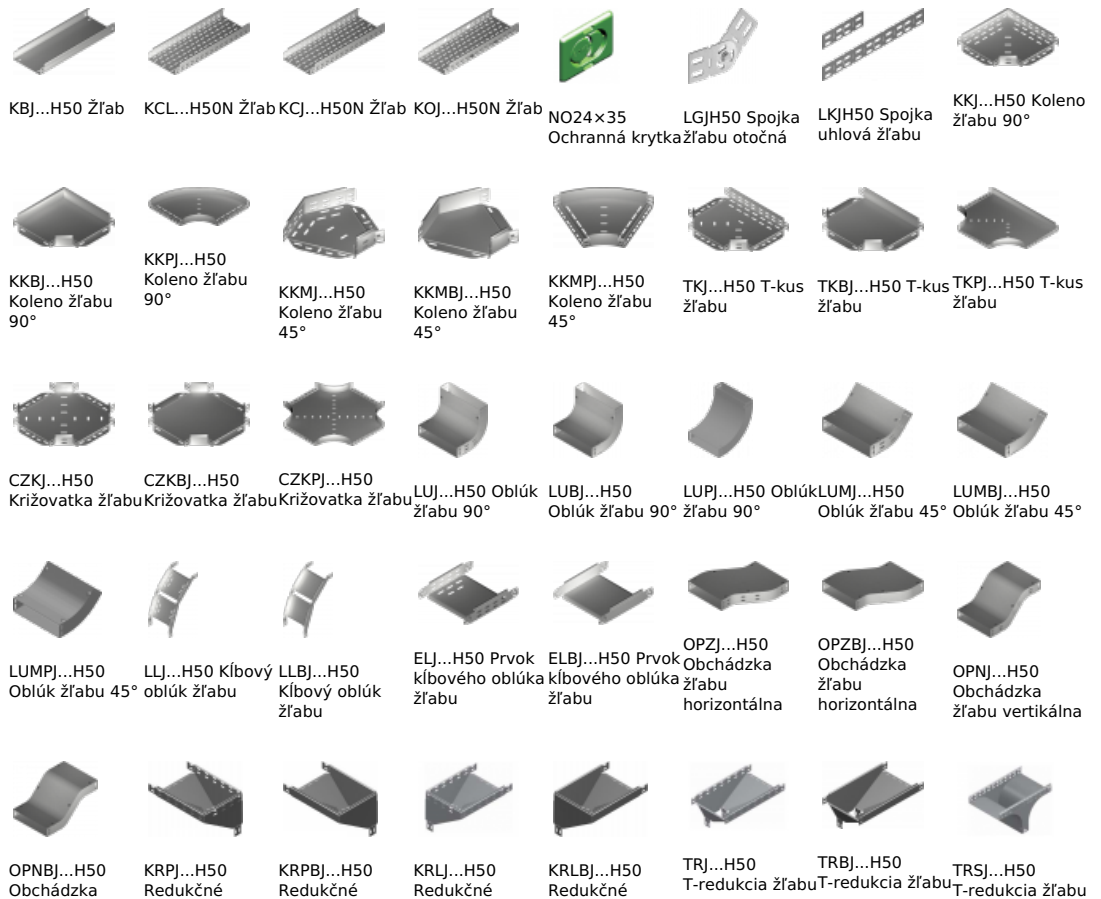 KBJ...H50 Žľab
KCL...H50N Žľab
KCJ...H50N Žľab
KOJ...H50N Žľab
NO24×35
Ochranná krytka
LGJH50 Spojka
žľabu otočná
LKJH50 Spojka
uhlová žľabu
KKJ...H50 Koleno
žľabu 90°
KKBJ...H50
Koleno žľabu
90°
KKPJ...H50
Koleno žľabu
90°
KKMJ...H50
Koleno žľabu
45°
KKMBJ...H50
Koleno žľabu
45°
KKMPJ...H50
Koleno žľabu
45°
TKJ...H50 T-kus
žľabu
TKBJ...H50 T-kus
žľabu
TKPJ...H50 T-kus
žľabu
CZKJ...H50
Križovatka žľabu
CZKBJ...H50
Križovatka žľabu
CZKPJ...H50
Križovatka žľabu
LUJ...H50 Oblúk
žľabu 90°
LUBJ...H50
Oblúk žľabu 90°
LUPJ...H50 Oblúk
žľabu 90°
LUMJ...H50
Oblúk žľabu 45°
LUMBJ...H50
Oblúk žľabu 45°
LUMPJ...H50
Oblúk žľabu 45°
LLJ...H50 Kĺbový
oblúk žľabu
LLBJ...H50
Kĺbový oblúk
žľabu
ELJ...H50 Prvok
kĺbového oblúka
žľabu
ELBJ...H50 Prvok
kĺbového oblúka
žľabu
OPZJ...H50
Obchádzka
žľabu
horizontálna
OPZBJ...H50
Obchádzka
žľabu
horizontálna
OPNJ...H50
Obchádzka
žľabu vertikálna
OPNBJ...H50
Obchádzka
KRPJ...H50
Redukčné
KRPBJ...H50
Redukčné
KRLJ...H50
Redukčné
KRLBJ...H50
Redukčné
TRJ...H50
T-redukcia žľabu
TRBJ...H50
T-redukcia žľabu
TRSJ...H50
T-redukcia žľabu